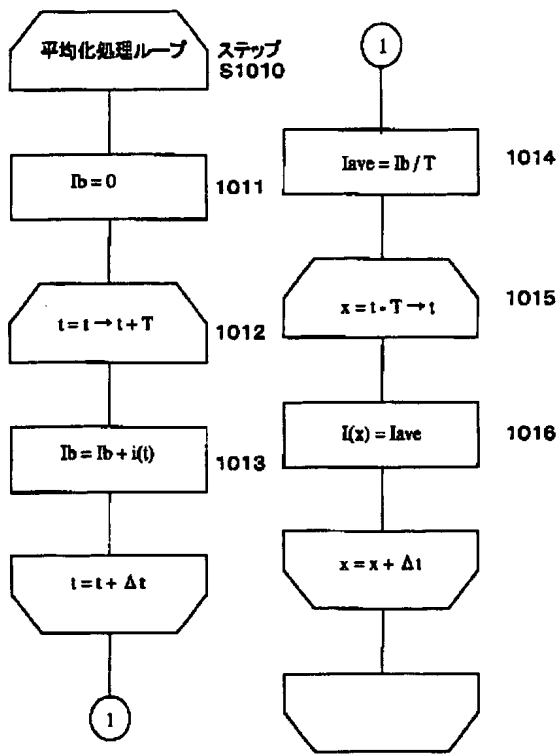 平均化処理ループ
ステップ
S1010
Ib = 0
1011
t = t → t + T
1012
Ib = Ib + i(t)
1013
t = t + Δt
1
1
Iave = Ib / T
1014
x = t - T → t
1015
I(x) = Iave
1016
x = x + Δt